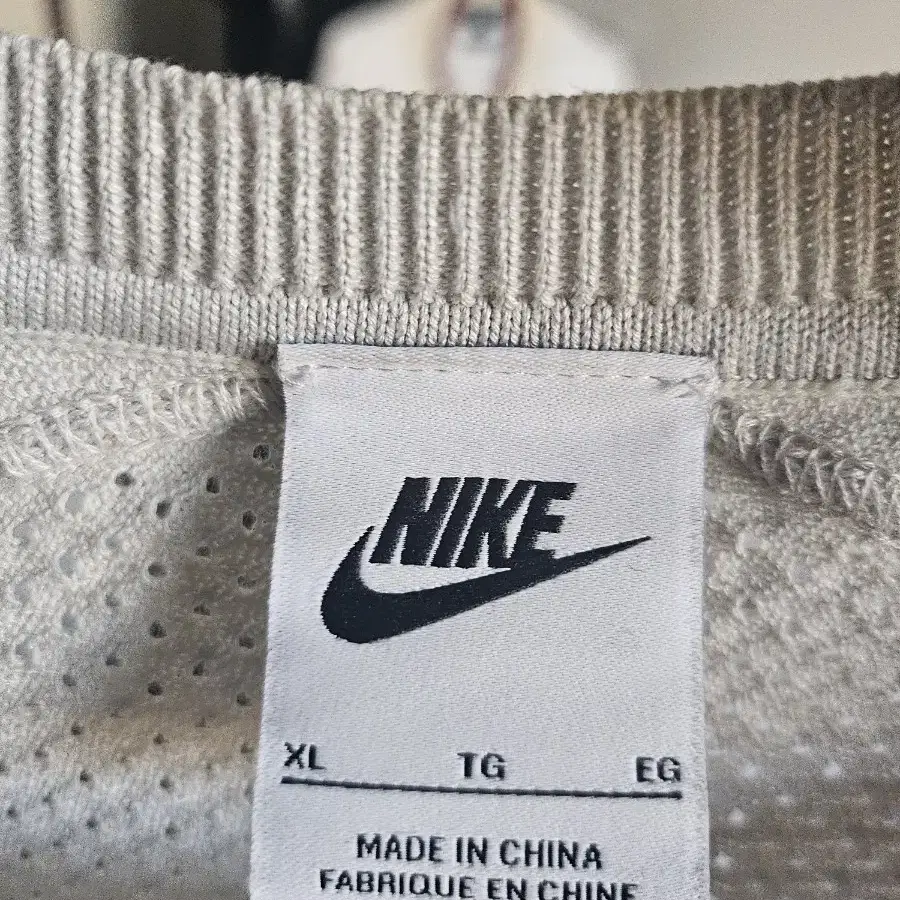 NIKE
XL TG EG
MADE IN CHINA
FABRIQUE EN CHINE